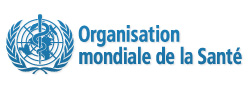 Organisation
mondiale de la Santé